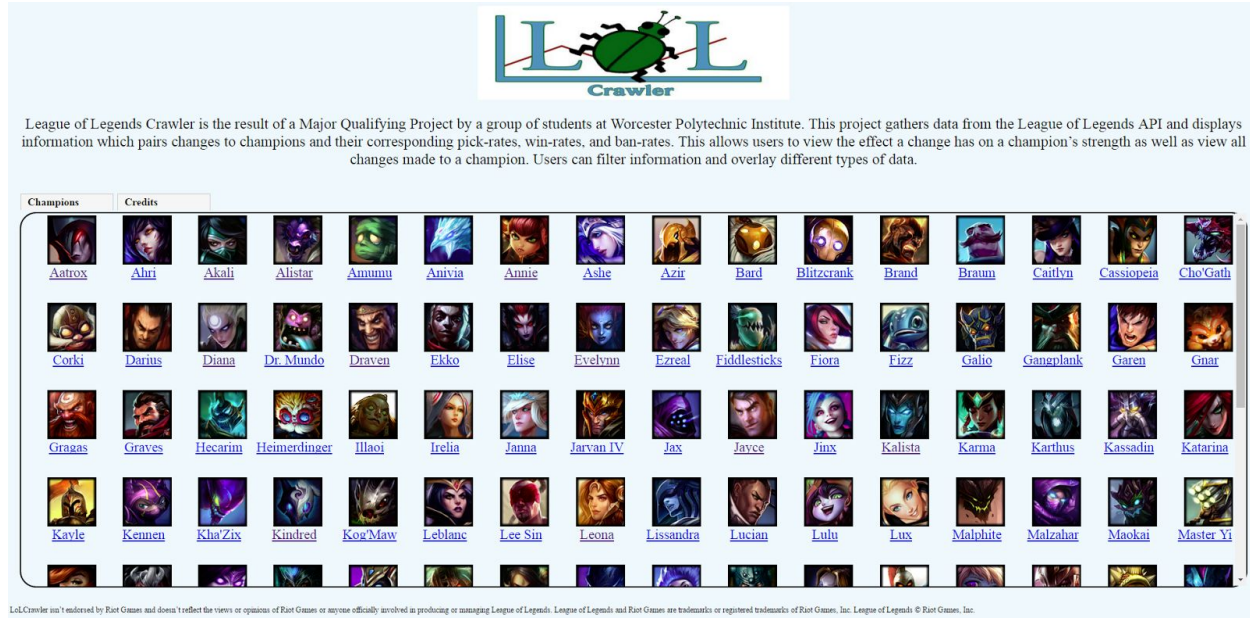 LOL
Crawler
League of Legends Crawler is the result of a Major Qualifying Project by a group of students at Worcester Polytechnic Institute. This project gathers data from the League of Legends API and displays
information which pairs changes to champions and their corresponding pick-rates, win-rates, and ban-rates. This allows users to view the effect a change has on a champion's strength as well as view all
changes made to a champion. Users can filter information and overlay different types of data.
Champions Credits
Aatrox Ahri Akali Alistar Amumu Anivia Annie Ashe Azir Bard Blitzcrank Brand Braum Caitlyn Cassiopeia Cho'Gath
Corki Darius Diana Dr. Mundo Draven Ekko Elise Evelynn Ezreal Fiddlesticks Fiora Fizz Galio Gangplank Garen Gnar
Gragas Graves Hecarim Heimerdinger Illaoi Irelia Janna Jarvan IV Jax Jayce Jinx Kalista Karma Karthus Kassadin Katarina
Kayle Kennen Kha'Zix Kindred Kog'Maw Leblanc Lee Sin Leona Lissandra Lucian Lulu Lux Malphite Malzahar Maokai Master Yi
LoLCrawler isn't endorsed by Riot Games and doesn't reflect the views or opinions of Riot Games or anyone officially involved in producing or managing League of Legends. League of Legends and Riot Games are trademarks or registered trademarks of Riot Games, Inc. League of Legends © Riot Games, Inc.